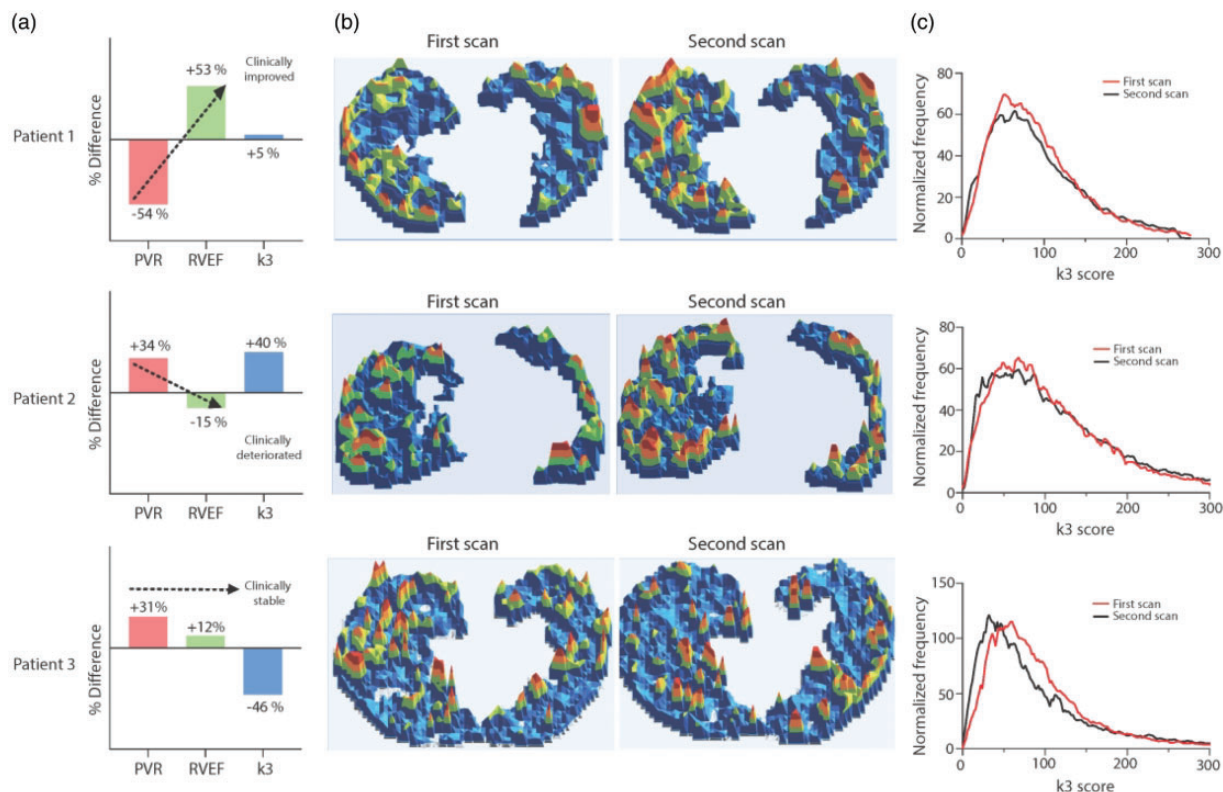 (a)
(b)
(c)
Patient 1
% Difference
+53 %
Clinically
improved
+5 %
-54 %
PVR RVEF k3
First scan
Second scan
Normalized frequency
80
60
40
20
0
First scan
Second scan
0 100 200 300
k3 score
Patient 2
% Difference
+34 %
+40 %
-15 %
Clinically
deteriorated
PVR RVEF k3
First scan
Second scan
Normalized frequency
80
60
40
20
0
First scan
Second scan
0 100 200 300
k3 score
Patient 3
% Difference
Clinically
stable
+31%
+12%
-46 %
PVR RVEF k3
First scan
Second scan
Normalized frequency
150
100
50
0
First scan
Second scan
0 100 200 300
k3 score